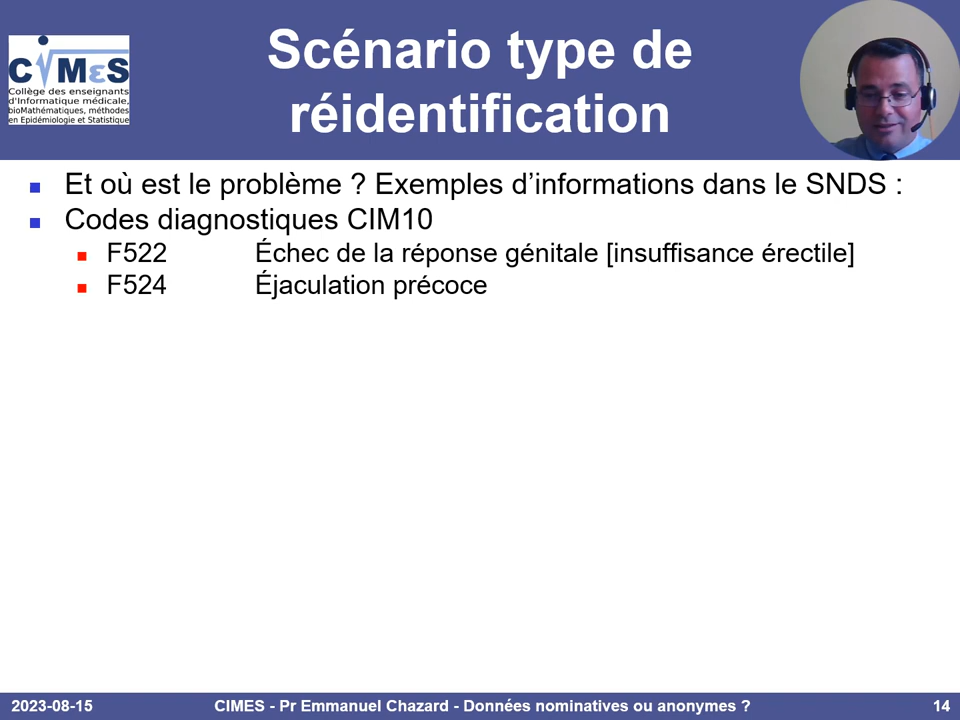 Scénario type de
réidentification
CiMεS
Collège des enseignants
d'Informatique médicale,
bioMathématiques, méthodes
en Epidémiologie et Statistique
Et où est le problème ? Exemples d’informations dans le SNDS :
Codes diagnostiques CIM10
F522 Échec de la réponse génitale [insuffisance érectile]
F524 Éjaculation précoce
2023-08-15 CIMES - Pr Emmanuel Chazard - Données nominatives ou anonymes ? 14